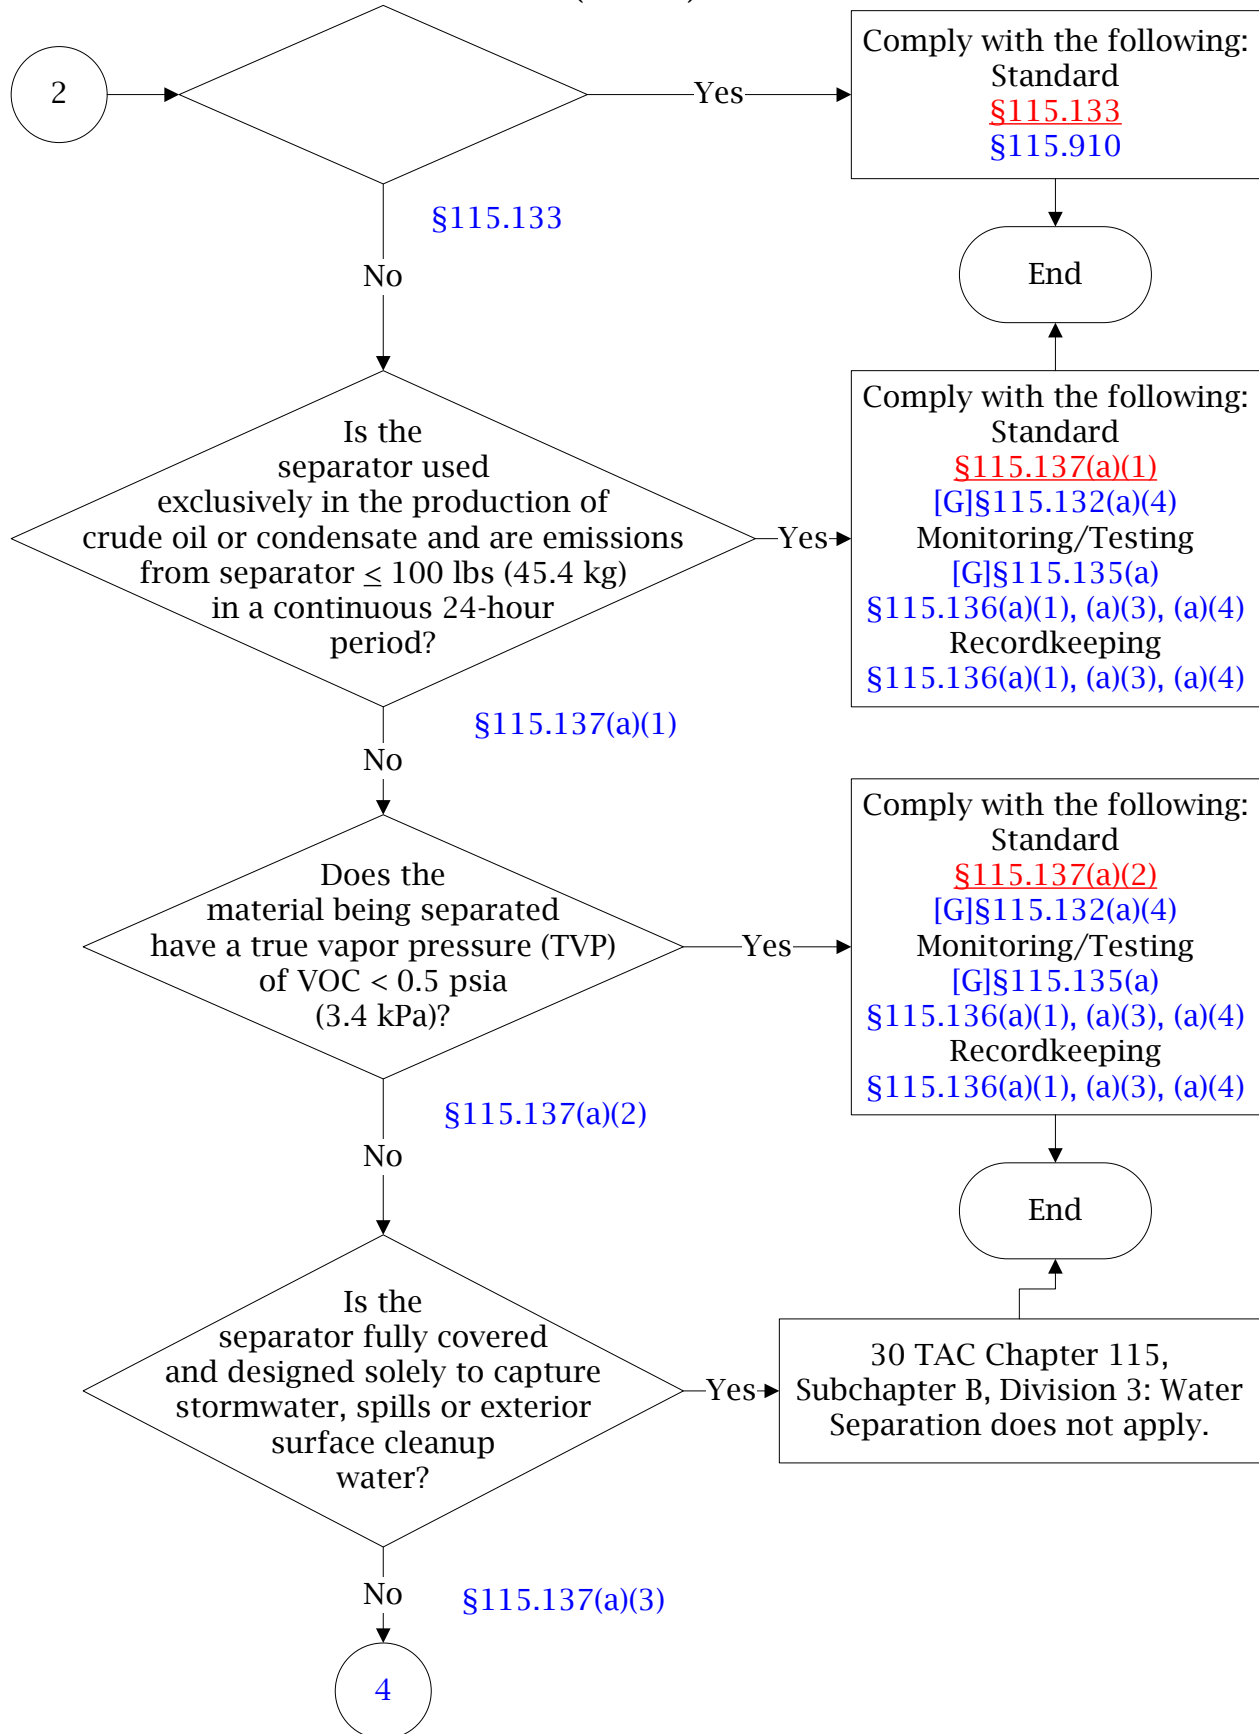 2
Yes
Comply with the following:
Standard
§115.133
§115.910
§115.133
No
End
Is the
separator used
exclusively in the production of
crude oil or condensate and are emissions
from separator ≤ 100 lbs (45.4 kg)
in a continuous 24-hour
period?
Yes
Comply with the following:
Standard
§115.137(a)(1)
[G]§115.132(a)(4)
Monitoring/Testing
[G]§115.135(a)
§115.136(a)(1), (a)(3), (a)(4)
Recordkeeping
§115.136(a)(1), (a)(3), (a)(4)
§115.137(a)(1)
No
Does the
material being separated
have a true vapor pressure (TVP)
of VOC < 0.5 psia
(3.4 kPa)?
Yes
Comply with the following:
Standard
§115.137(a)(2)
[G]§115.132(a)(4)
Monitoring/Testing
[G]§115.135(a)
§115.136(a)(1), (a)(3), (a)(4)
Recordkeeping
§115.136(a)(1), (a)(3), (a)(4)
§115.137(a)(2)
No
End
Is the
separator fully covered
and designed solely to capture
stormwater, spills or exterior
surface cleanup
water?
Yes
30 TAC Chapter 115,
Subchapter B, Division 3: Water
Separation does not apply.
No
§115.137(a)(3)
4